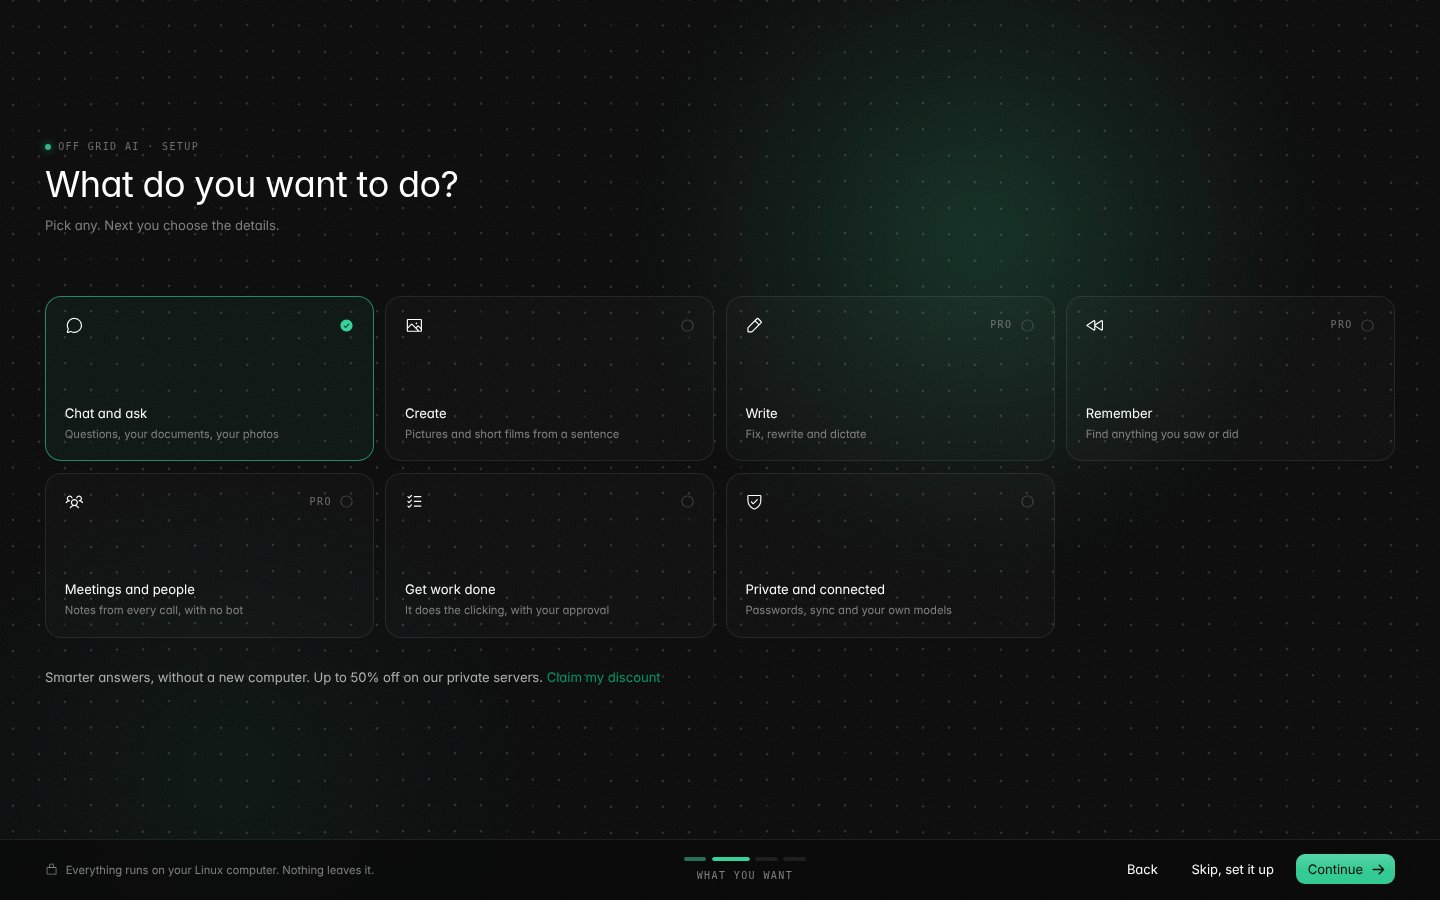 OFF GRID AI · SETUP
What do you want to do?
Pick any. Next you choose the details.
Chat and ask
Questions, your documents, your photos
Create
Pictures and short films from a sentence
PRO
Write
Fix, rewrite and dictate
PRO
Remember
Find anything you saw or did
PRO
Meetings and people
Notes from every call, with no bot
Get work done
It does the clicking, with your approval
Private and connected
Passwords, sync and your own models
Smarter answers, without a new computer. Up to 50% off on our private servers. Claim my discount
Everything runs on your Linux computer. Nothing leaves it.
WHAT YOU WANT
Back
Skip, set it up
Continue